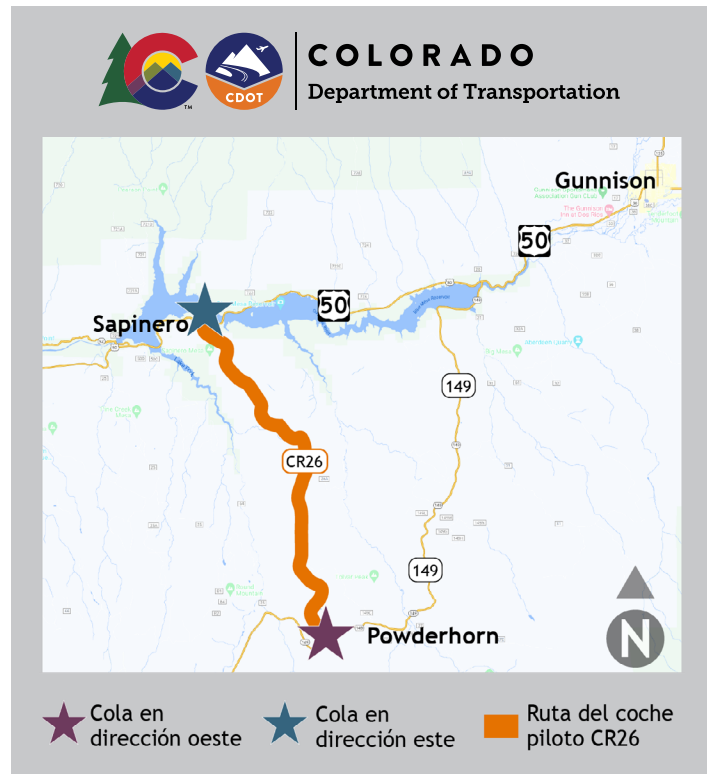 COLORADO
Department of Transportation
CDOT
TM
Gunnison
50
50
Sapinero
149
CR26
149
Powderhorn
N
Cola en
dirección oeste
Cola en
dirección este
Ruta del coche
piloto CR26